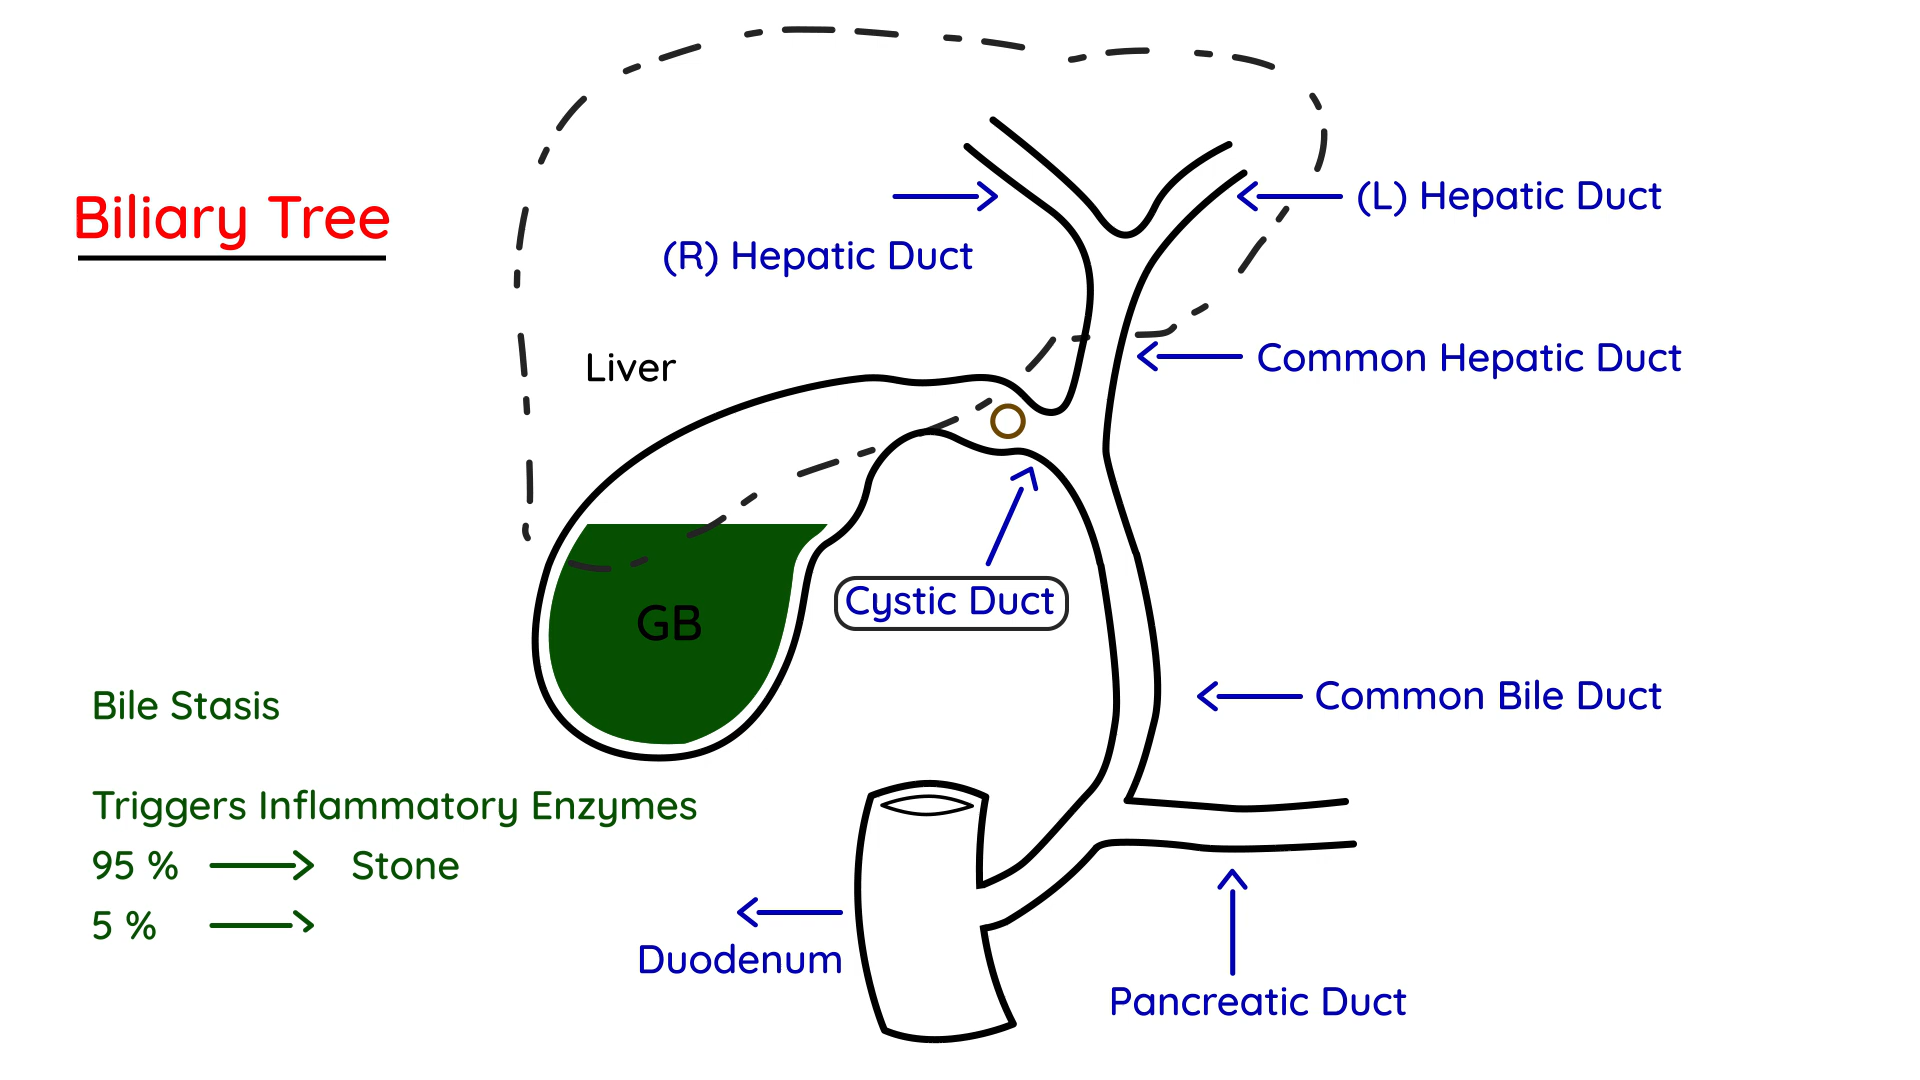 Biliary Tree
(L) Hepatic Duct
(R) Hepatic Duct
Liver
Common Hepatic Duct
GB
Cystic Duct
Common Bile Duct
Bile Stasis
Triggers Inflammatory Enzymes
95 % → Stone
5 % →
Duodenum
Pancreatic Duct